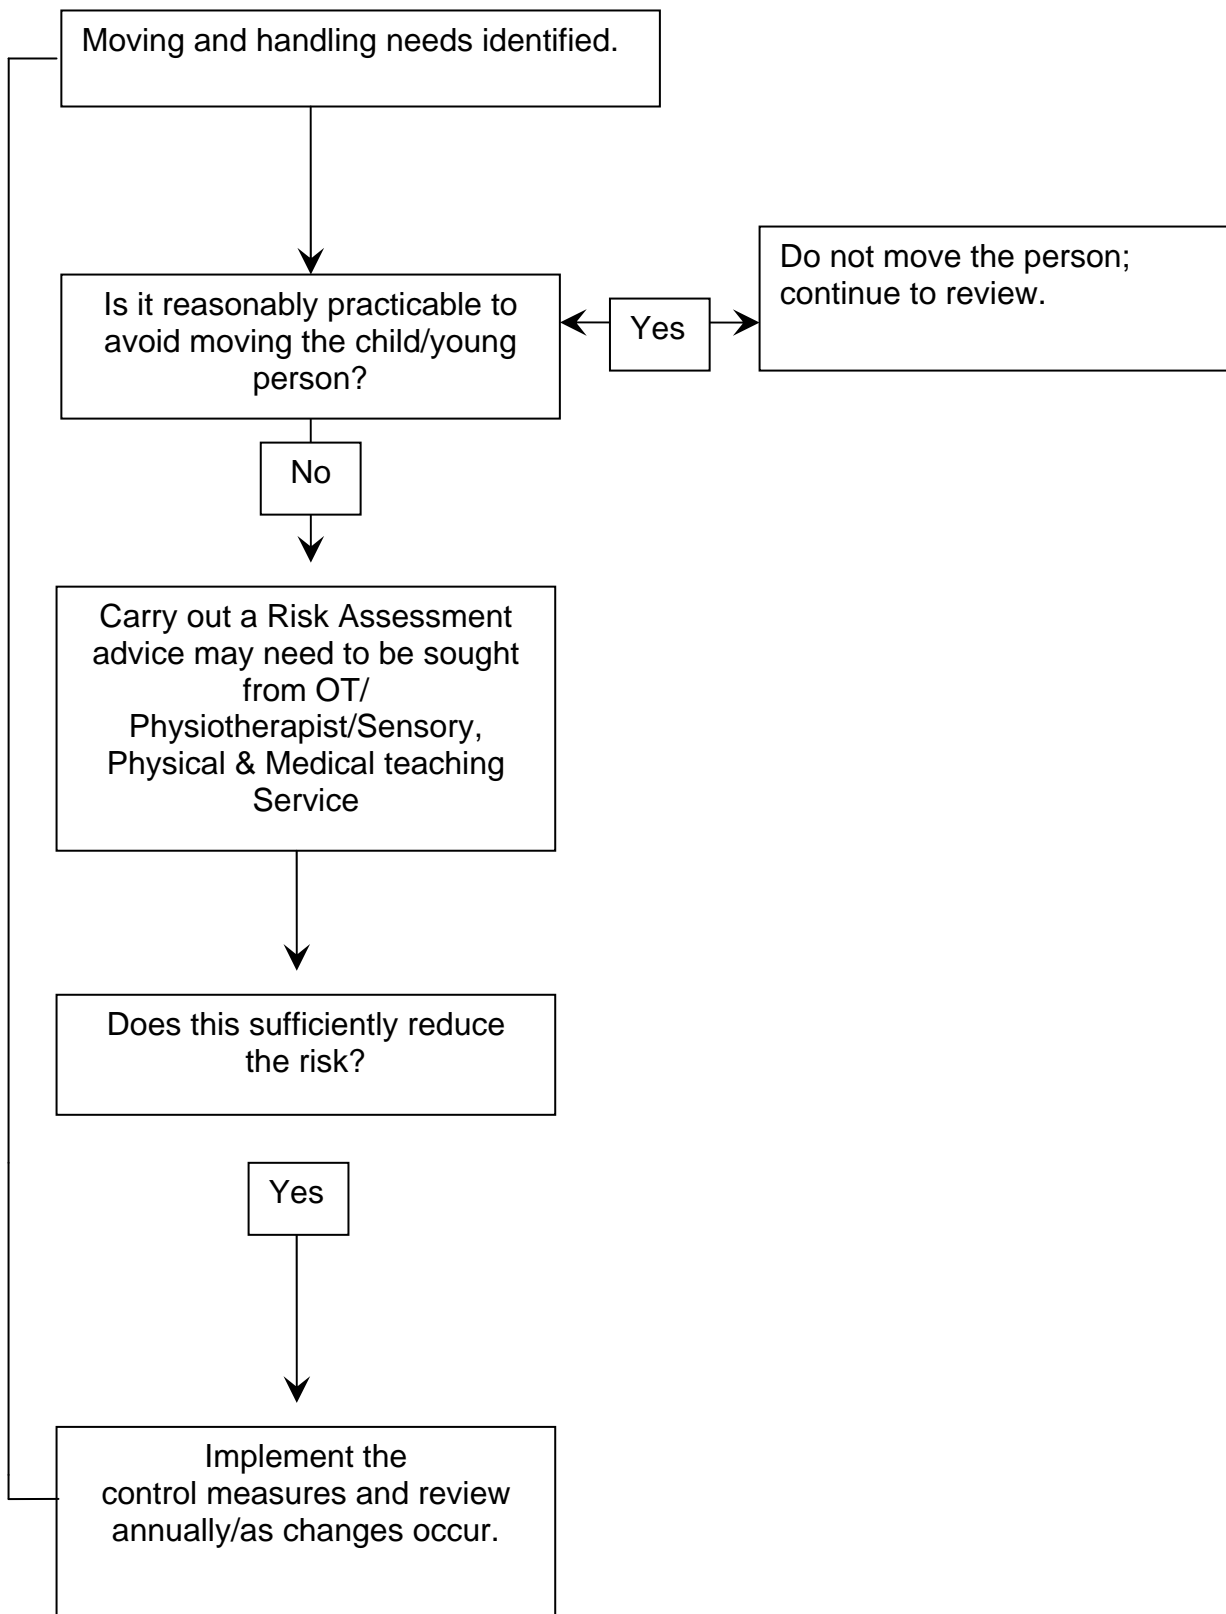 Moving and handling needs identified.
Is it reasonably practicable to
avoid moving the child/young
person?
Yes
Do not move the person;
continue to review.
No
Carry out a Risk Assessment
advice may need to be sought
from OT/
Physiotherapist/Sensory,
Physical & Medical teaching
Service
Does this sufficiently reduce
the risk?
Yes
Implement the
control measures and review
annually/as changes occur.